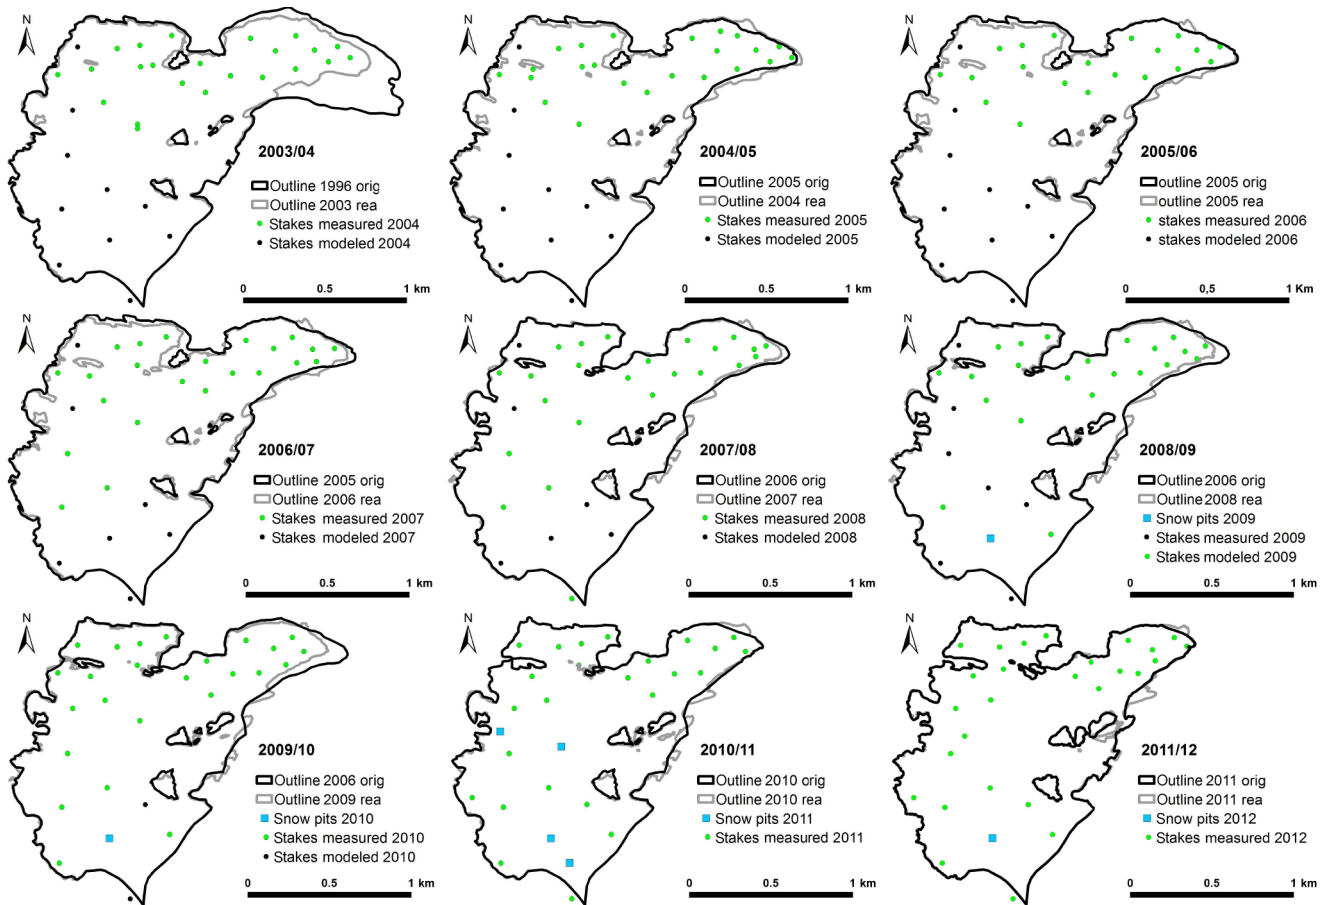 N
2003/04
Outline 1996 orig
Outline 2003 rea
Stakes measured 2004
Stakes modeled 2004
0 0.5 1 km
N
2004/05
Outline 2005 orig
Outline 2004 rea
Stakes measured 2005
Stakes modeled 2005
0 0.5 1 km
N
2005/06
outline 2005 orig
outline 2005 rea
stakes measured 2006
stakes modeled 2006
0 0,5 1 Km
N
2006/07
Outline 2005 orig
Outline 2006 rea
Stakes measured 2007
Stakes modeled 2007
0 0.5 1 km
N
2007/08
Outline 2006 orig
Outline 2007 rea
Stakes measured 2008
Stakes modeled 2008
0 0.5 1 km
N
2008/09
Outline 2006 orig
Outline 2008 rea
Snow pits 2009
Stakes measured 2009
Stakes modeled 2009
0 0.5 1 km
N
2009/10
Outline 2006 orig
Outline 2009 rea
Snow pits 2010
Stakes measured 2010
Stakes modeled 2010
0 0.5 1 km
N
2010/11
Outline 2010 orig
Outline 2010 rea
Snow pits 2011
Stakes measured 2011
0 0.5 1 km
N
2011/12
Outline 2011 orig
Outline 2011 rea
Snow pits 2012
Stakes measured 2012
0 0.5 1 km